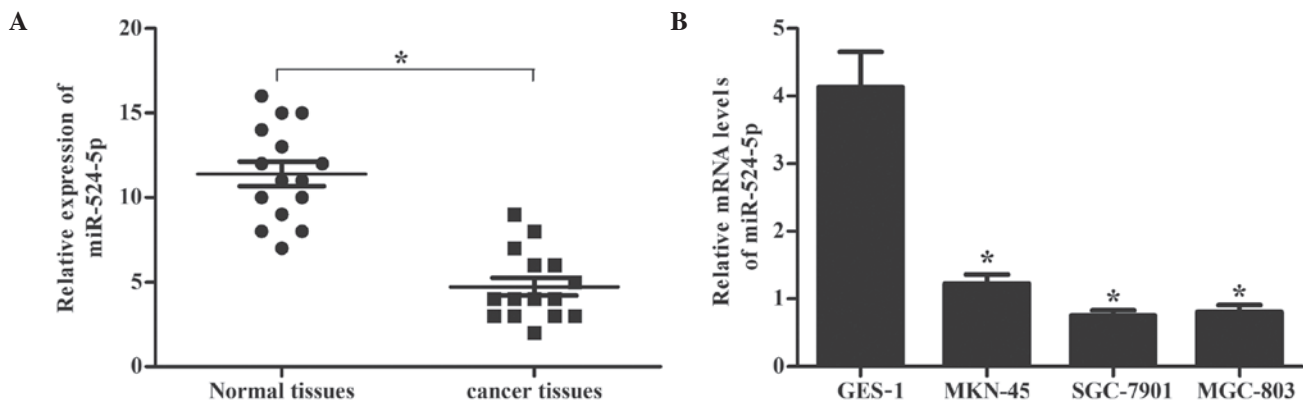 A
Relative expression of
miR-524-5p
20
15
10
5
0
*
Normal tissues
cancer tissues
B
Relative mRNA levels
of miR-524-5p
5
4
3
2
1
0
*
*
*
GES-1
MKN-45
SGC-7901
MGC-803